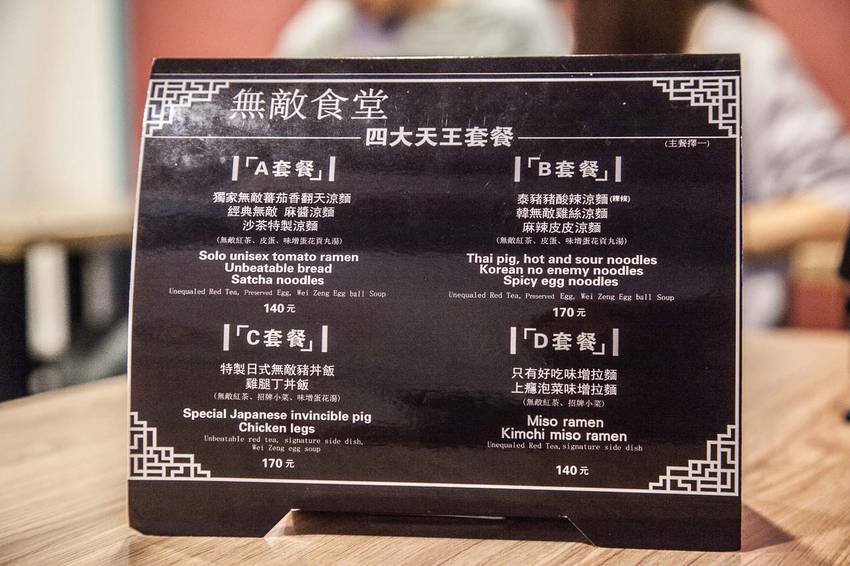 無敵食堂
四大天王套餐
(主餐擇一)
「A套餐」
獨家無敵蕃茄香翻天涼麵
經典無敵 麻醬涼麵
沙茶特製涼麵
(無敵紅茶、皮蛋、味增蛋花貢丸湯)
Solo unisex tomato ramen
Unbeatable bread
Satcha noodles
Unequaled Red Tea, Preserved Egg, Wei Zeng Egg ball Soup
140元
「B套餐」
泰豬豬酸辣涼麵(粿條)
韓無敵雞絲涼麵
麻辣皮皮涼麵
(無敵紅茶、皮蛋、味增蛋花貢丸湯)
Thai pig, hot and sour noodles
Korean no enemy noodles
Spicy egg noodles
Unequaled Red Tea, Preserved Egg, Wei Zeng Egg ball Soup
170元
「C套餐」
特製日式無敵豬丼飯
雞腿丁丼飯
(無敵紅茶、招牌小菜、味增蛋花湯)
Special Japanese invincible pig
Chicken legs
Unbeatable red tea, signature side dish,
Wei Zeng egg soup
170元
「D套餐」
只有好吃味增拉麵
上癮泡菜味增拉麵
(無敵紅茶、招牌小菜)
Miso ramen
Kimchi miso ramen
Unequaled Red Tea, signature side dish
140元